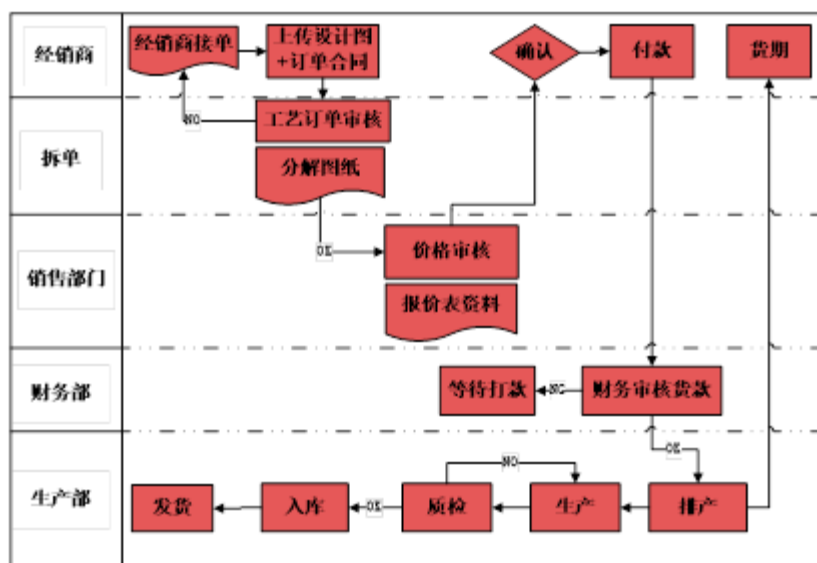 经销商
经销商接单
上传设计图
+订单合同
确认
付款
货期
拆单
NO
工艺订单审核
分解图纸
销售部门
OK
价格审核
报价表资料
财务部
等待打款
NO
财务审核货款
OK
生产部
NO
发货
入库
OK
质检
生产
排产